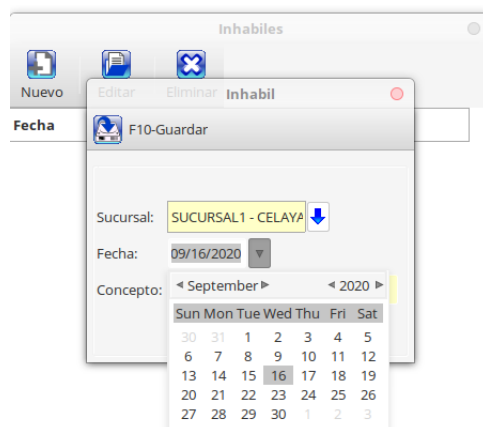 Inhabiles
Nuevo Editar Eliminar
Inhabil
Fecha
F10-Guardar
Sucursal: SUCURSAL1 - CELAYA
Fecha: 09/16/2020
Concepto:
September 2020
Sun Mon Tue Wed Thu Fri Sat
30 31 1 2 3 4 5
6 7 8 9 10 11 12
13 14 15 16 17 18 19
20 21 22 23 24 25 26
27 28 29 30 1 2 3